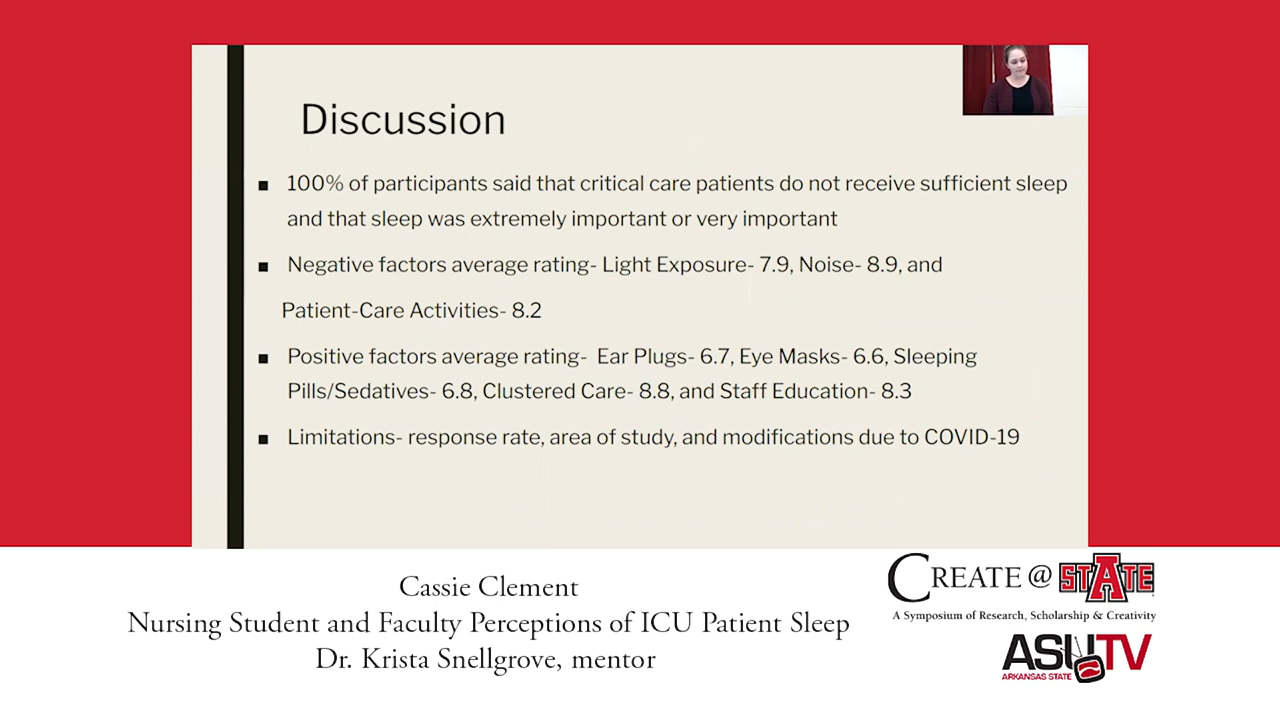 Discussion
100% of participants said that critical care patients do not receive sufficient sleep
and that sleep was extremely important or very important
Negative factors average rating- Light Exposure- 7.9, Noise- 8.9, and
Patient-Care Activities- 8.2
Positive factors average rating- Ear Plugs- 6.7, Eye Masks- 6.6, Sleeping
Pills/Sedatives- 6.8, Clustered Care- 8.8, and Staff Education- 8.3
Limitations- response rate, area of study, and modifications due to COVID-19
Cassie Clement
Nursing Student and Faculty Perceptions of ICU Patient Sleep
Dr. Krista Snellgrove, mentor
CREATE @ STATE
A Symposium of Research, Scholarship & Creativity
ASUTV
ARKANSAS STATE